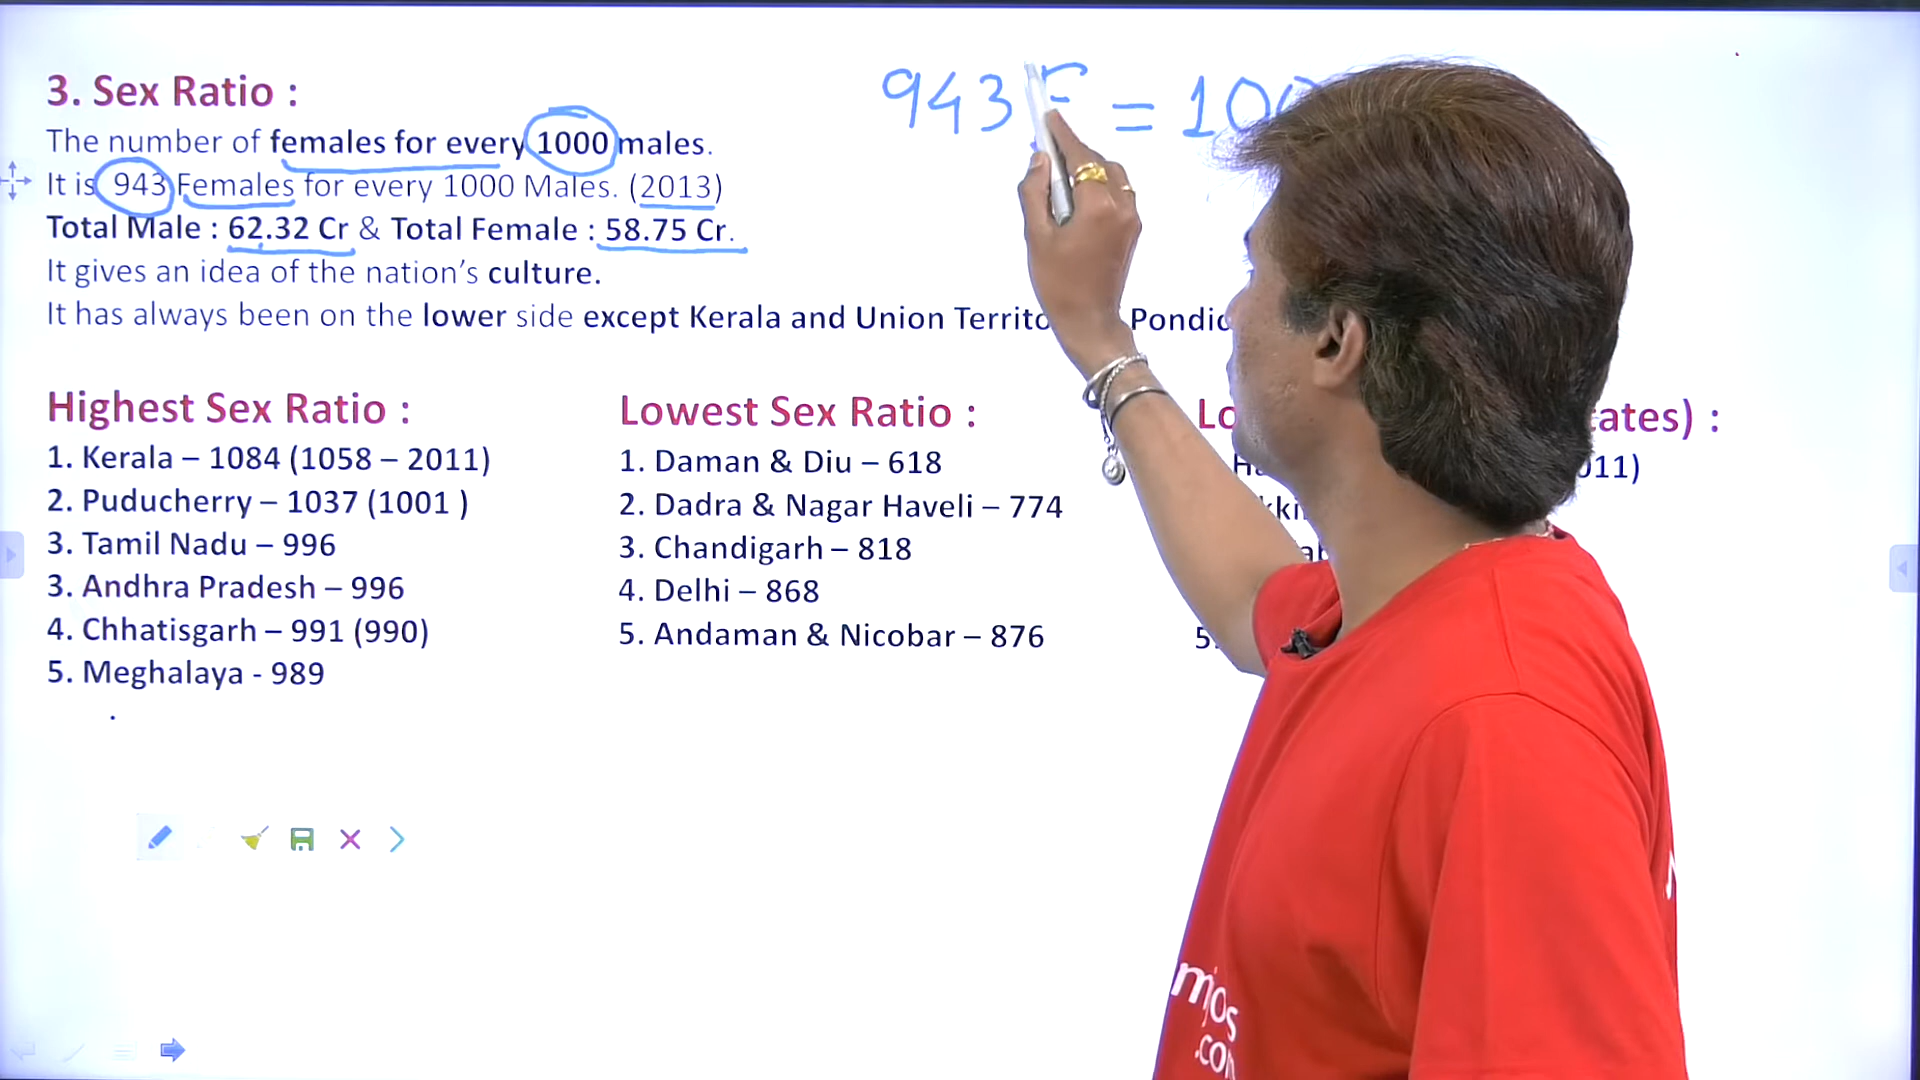 3. Sex Ratio :
The number of females for every 1000 males.
It is 943 Females for every 1000 Males. (2013)
Total Male : 62.32 Cr & Total Female : 58.75 Cr.
It gives an idea of the nation's culture.
It has always been on the lower side except Kerala and Union
943 F = 100
Highest Sex Ratio :
1. Kerala – 1084 (1058 – 2011)
2. Puducherry – 1037 (1001 )
3. Tamil Nadu – 996
3. Andhra Pradesh – 996
4. Chhatisgarh – 991 (990)
5. Meghalaya - 989
Lowest Sex Ratio :
1. Daman & Diu – 618
2. Dadra & Nagar Haveli – 774
3. Chandigarh – 818
4. Delhi – 868
5. Andaman & Nicobar – 876
ates) :
011)
5.
.com